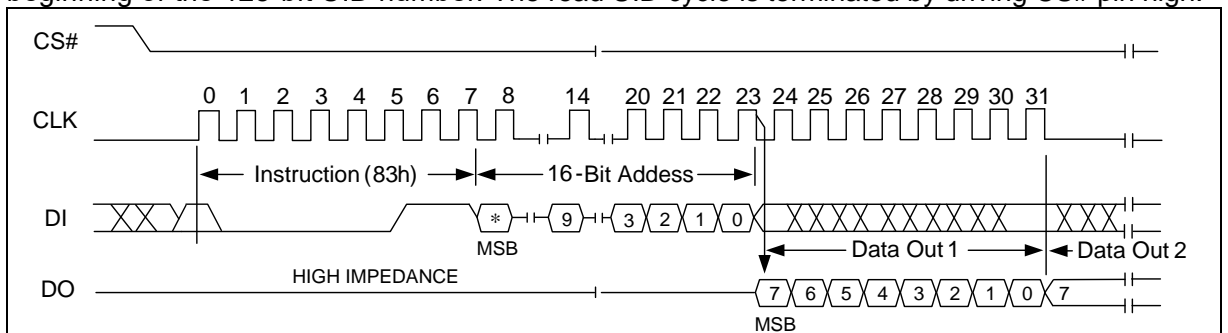 beginning of the 128-bit number. The read cycle is terminated by driving CS# pin high.
CS#
0 1 2 3 4 5 6 7 8 14 20 21 22 23 24 25 26 27 28 29 30 31
CLK
Instruction (83h) 16-Bit Addess
DI * 9 3 2 1 0
MSB Data Out 1 Data Out 2
HIGH IMPEDANCE
DO 7 6 5 4 3 2 1 0 7
MSB